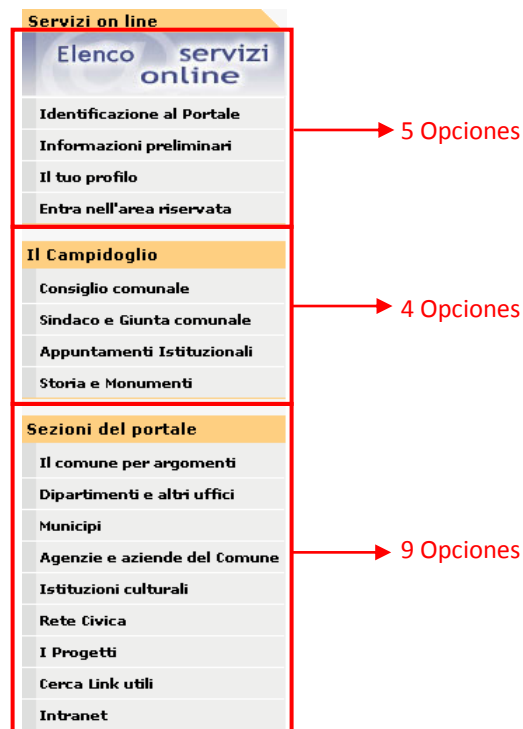 Servizi on line
Elenco servizi
online
Identificazione al Portale
Informazioni preliminari
Il tuo profilo
Entra nell'area riservata
5 Opciones
Il Campidoglio
Consiglio comunale
Sindaco e Giunta comunale
Appuntamenti Istituzionali
Storia e Monumenti
4 Opciones
Sezioni del portale
Il comune per argomenti
Dipartimenti e altri uffici
Municipi
Agenzie e aziende del Comune
Istituzioni culturali
Rete Civica
I Progetti
Cerca Link utili
Intranet
9 Opciones